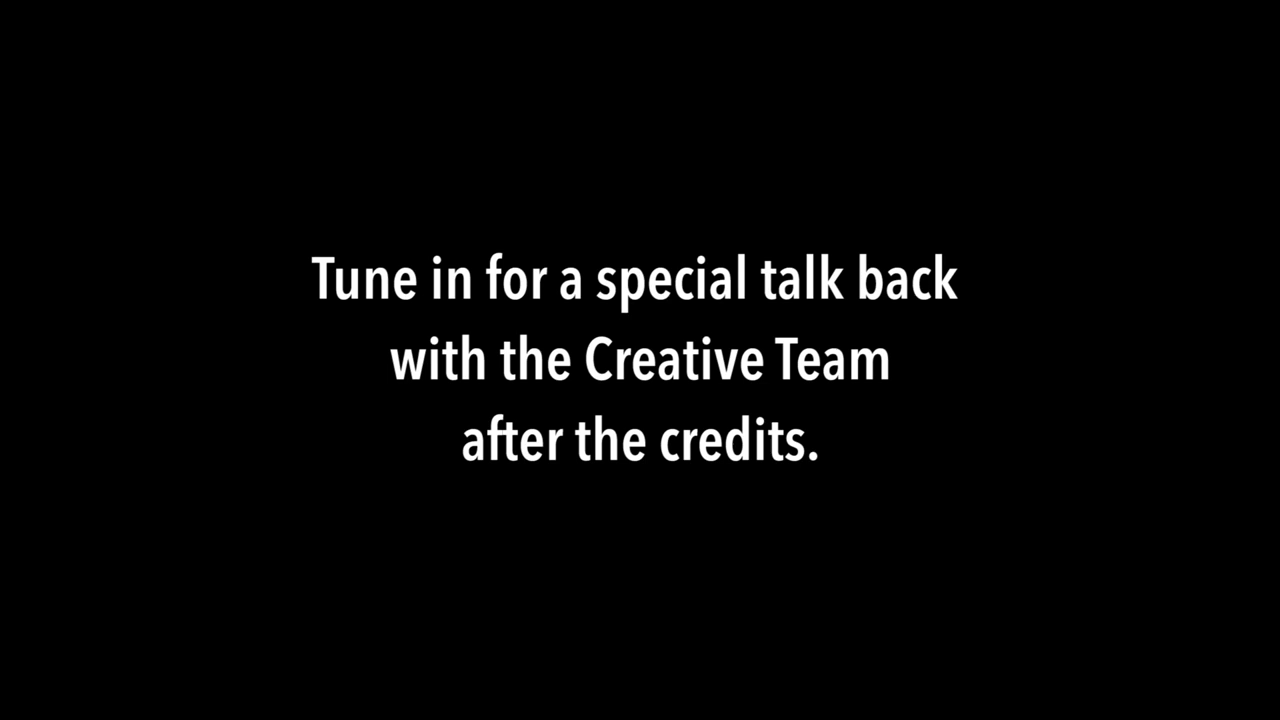 Tune in for a special talk back
with the Creative Team
after the credits.